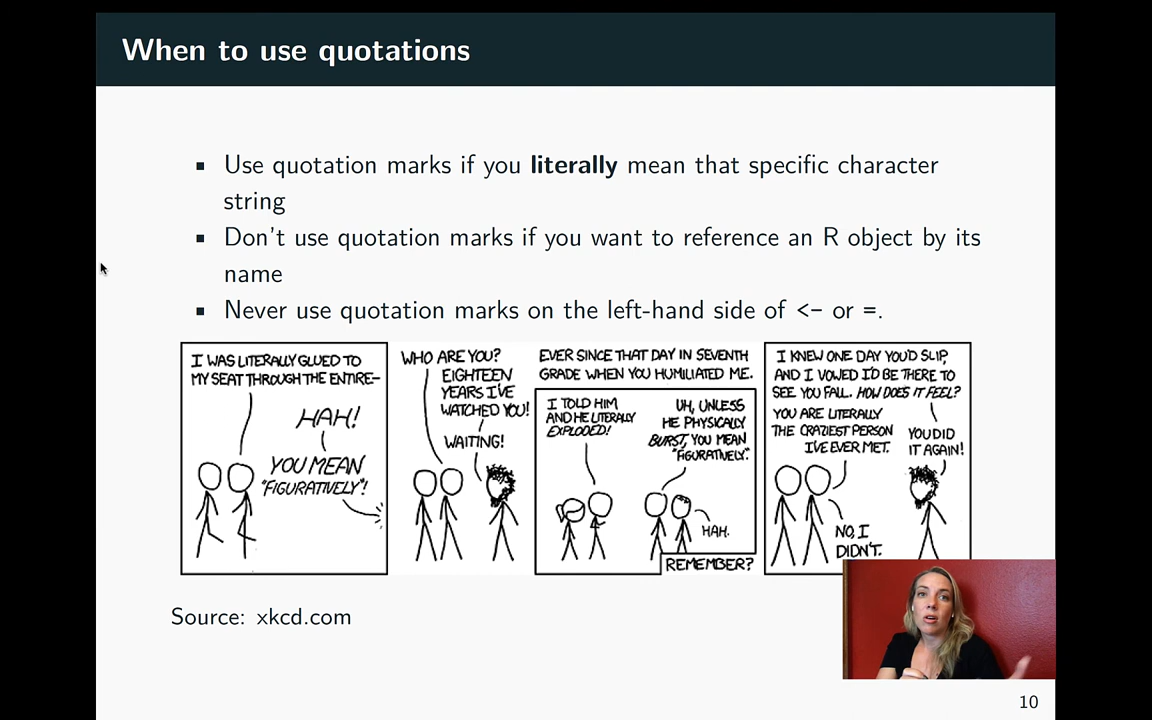 When to use quotations
▪ Use quotation marks if you literally mean that specific character
string
▪ Don't use quotation marks if you want to reference an R object by its
name
▪ Never use quotation marks on the left-hand side of <- or =.
I WAS LITERALLY GLUED TO
MY SEAT THROUGH THE ENTIRE-
HAH!
YOU MEAN
"FIGURATIVELY"!
WHO ARE YOU?
EIGHTEEN
YEARS I'VE
WATCHED YOU!
WAITING!
EVER SINCE THAT DAY IN SEVENTH
GRADE WHEN YOU HUMILIATED ME.
I TOLD HIM
AND HE LITERALLY
EXPLODED!
UH, UNLESS
HE PHYSICALLY
BURST, YOU MEAN
"FIGURATIVELY."
HAH.
REMEMBER?
I KNEW ONE DAY YOU'D SLIP,
AND I VOWED I'D BE THERE TO
SEE YOU FALL. HOW DOES IT FEEL?
YOU ARE LITERALLY
THE CRAZIEST PERSON
I'VE EVER MET.
YOU DID
IT AGAIN!
NO, I
DIDN'T.
Source: xkcd.com
10